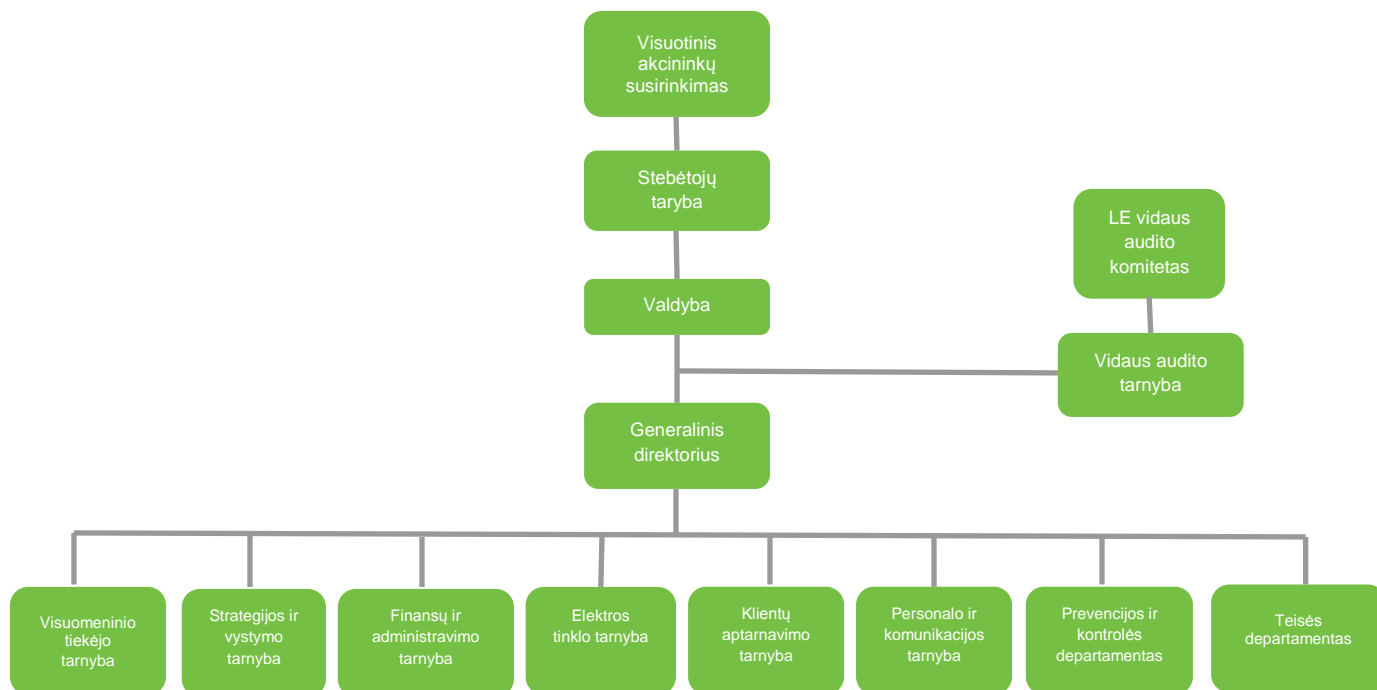 Visuotinis
akcininkų
susirinkimas
Stebėtojų
taryba
LE vidaus
audito
komitetas
Valdyba
Vidaus audito
tarnyba
Generalinis
direktorius
Visuomeninio
tiekėjo
tarnyba
Strategijos ir
vystymo
tarnyba
Finansų ir
administravimo
tarnyba
Elektros
tinklo tarnyba
Klientų
aptarnavimo
tarnyba
Personalo ir
komunikacijos
tarnyba
Prevencijos ir
kontrolės
departamentas
Teisės
departamentas